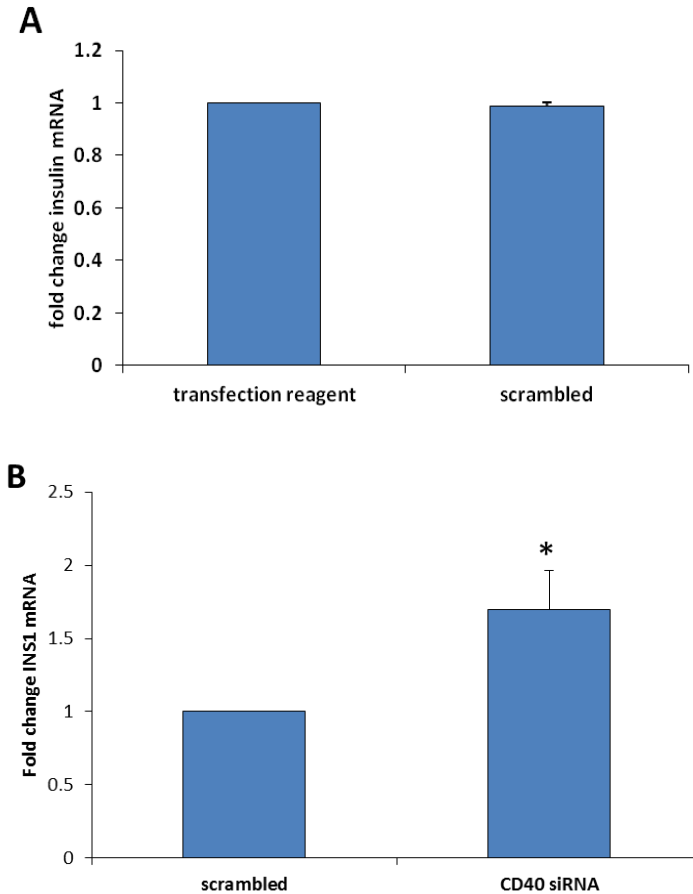 A
fold change insulin mRNA
1.2
1
0.8
0.6
0.4
0.2
0
transfection reagent
scrambled
B
Fold change INS1 mRNA
2.5
2
1.5
1
0.5
0
*
scrambled
CD40 siRNA